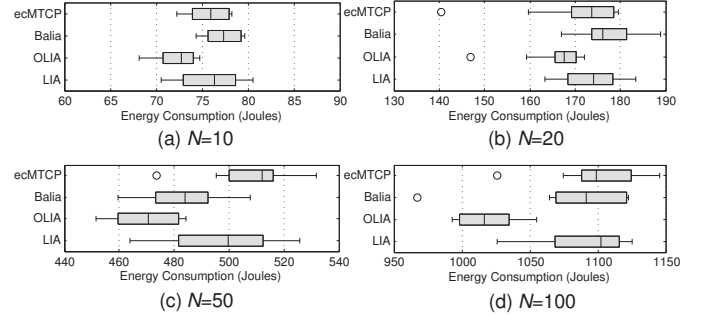 ecMTCP
Balia
OLIA
LIA
60 65 70 75 80 85 90
Energy Consumption (Joules)
(a) N=10
ecMTCP
Balia
OLIA
LIA
130 140 150 160 170 180 190
Energy Consumption (Joules)
(b) N=20
ecMTCP
Balia
OLIA
LIA
440 460 480 500 520 540
Energy Consumption (Joules)
(c) N=50
ecMTCP
Balia
OLIA
LIA
950 1000 1050 1100 1150
Energy Consumption (Joules)
(d) N=100